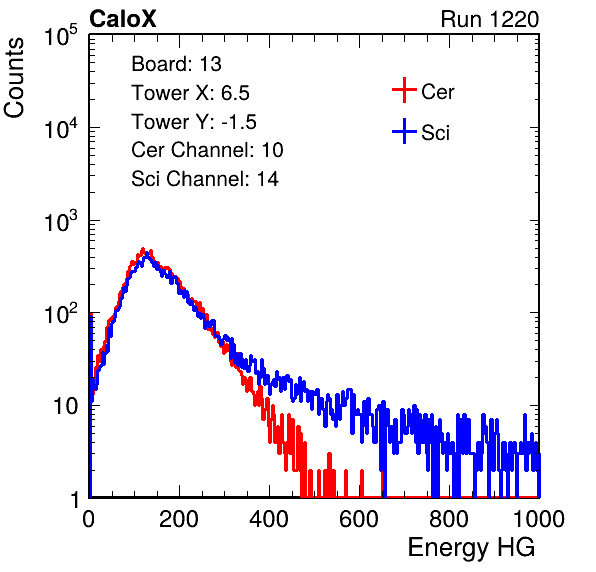 CaloX Run 1220
Counts
Board: 13
Tower X: 6.5
Tower Y: -1.5
Cer Channel: 10
Sci Channel: 14
Cer
Sci
10^5
10^4
10^3
10^2
10
1
0 200 400 600 800 1000
Energy HG